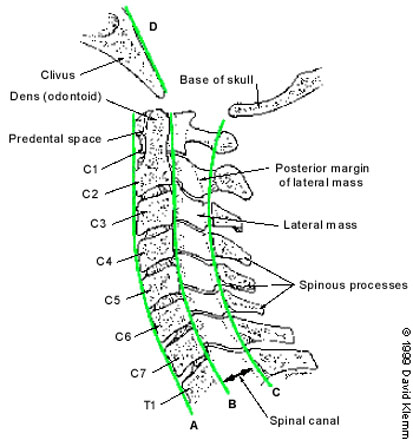 D
Clivus
Base of skull
Dens (odontoid)
Predental space
C1
Posterior margin
of lateral mass
C2
C3
Lateral mass
C4
Spinous processes
C5
C6
C7
T1
A
B
C
Spinal canal
© 1999 David Klemm